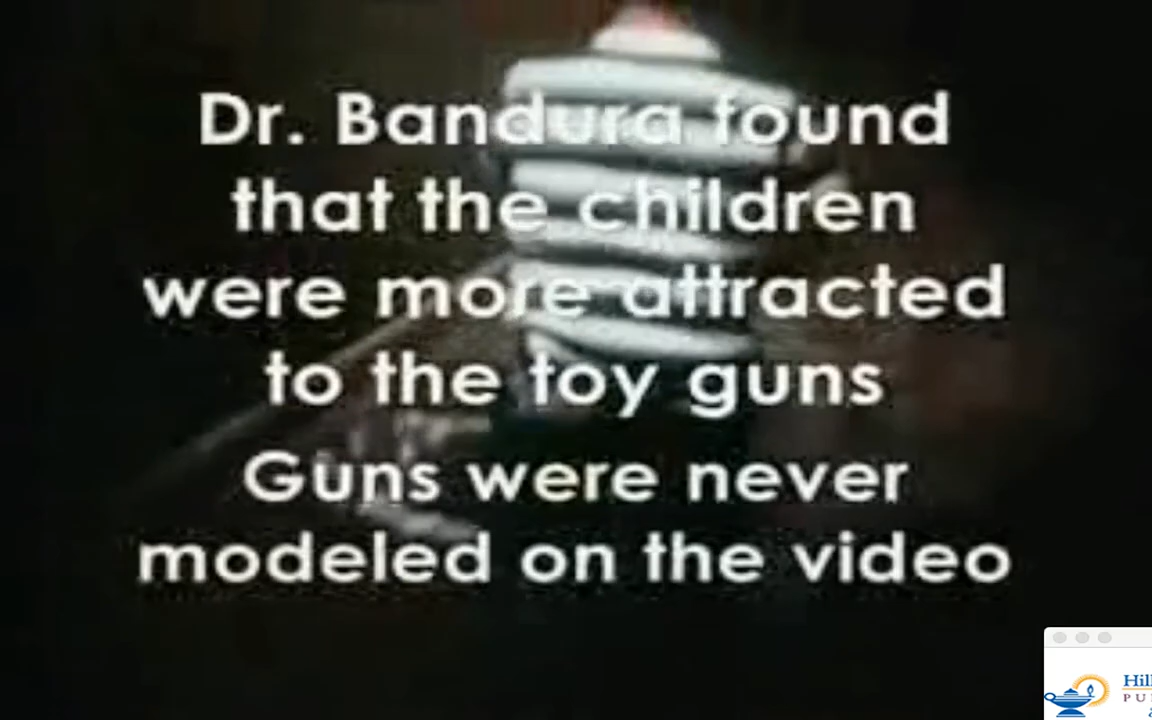 Dr. Bandura found
that the children
were more attracted
to the toy guns
Guns were never
modeled on the video